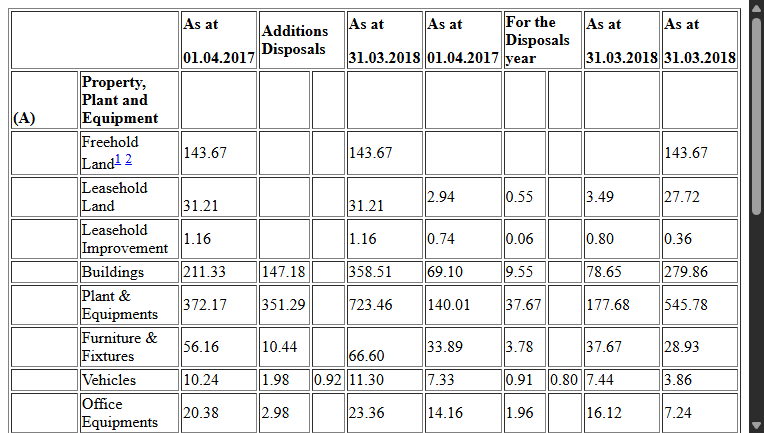 As at 01.04.2017 Additions Disposals As at 31.03.2018 As at 01.04.2017 For the Disposals year As at 31.03.2018 As at 31.03.2018
(A) Property, Plant and Equipment
Freehold Land1 2 143.67 143.67 143.67
Leasehold Land 31.21 31.21 2.94 0.55 3.49 27.72
Leasehold Improvement 1.16 1.16 0.74 0.06 0.80 0.36
Buildings 211.33 147.18 358.51 69.10 9.55 78.65 279.86
Plant & Equipments 372.17 351.29 723.46 140.01 37.67 177.68 545.78
Furniture & Fixtures 56.16 10.44 66.60 33.89 3.78 37.67 28.93
Vehicles 10.24 1.98 0.92 11.30 7.33 0.91 0.80 7.44 3.86
Office Equipments 20.38 2.98 23.36 14.16 1.96 16.12 7.24